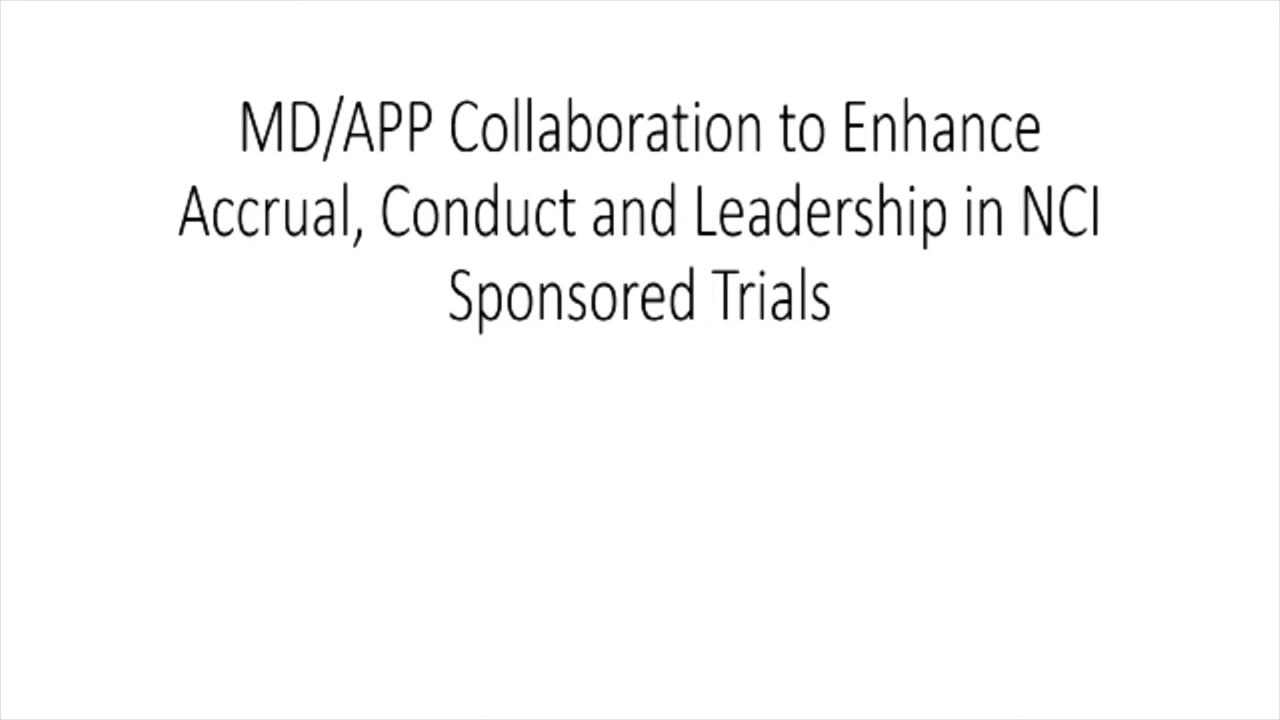 MD/APP Collaboration to Enhance
Accrual, Conduct and Leadership in NCI
Sponsored Trials